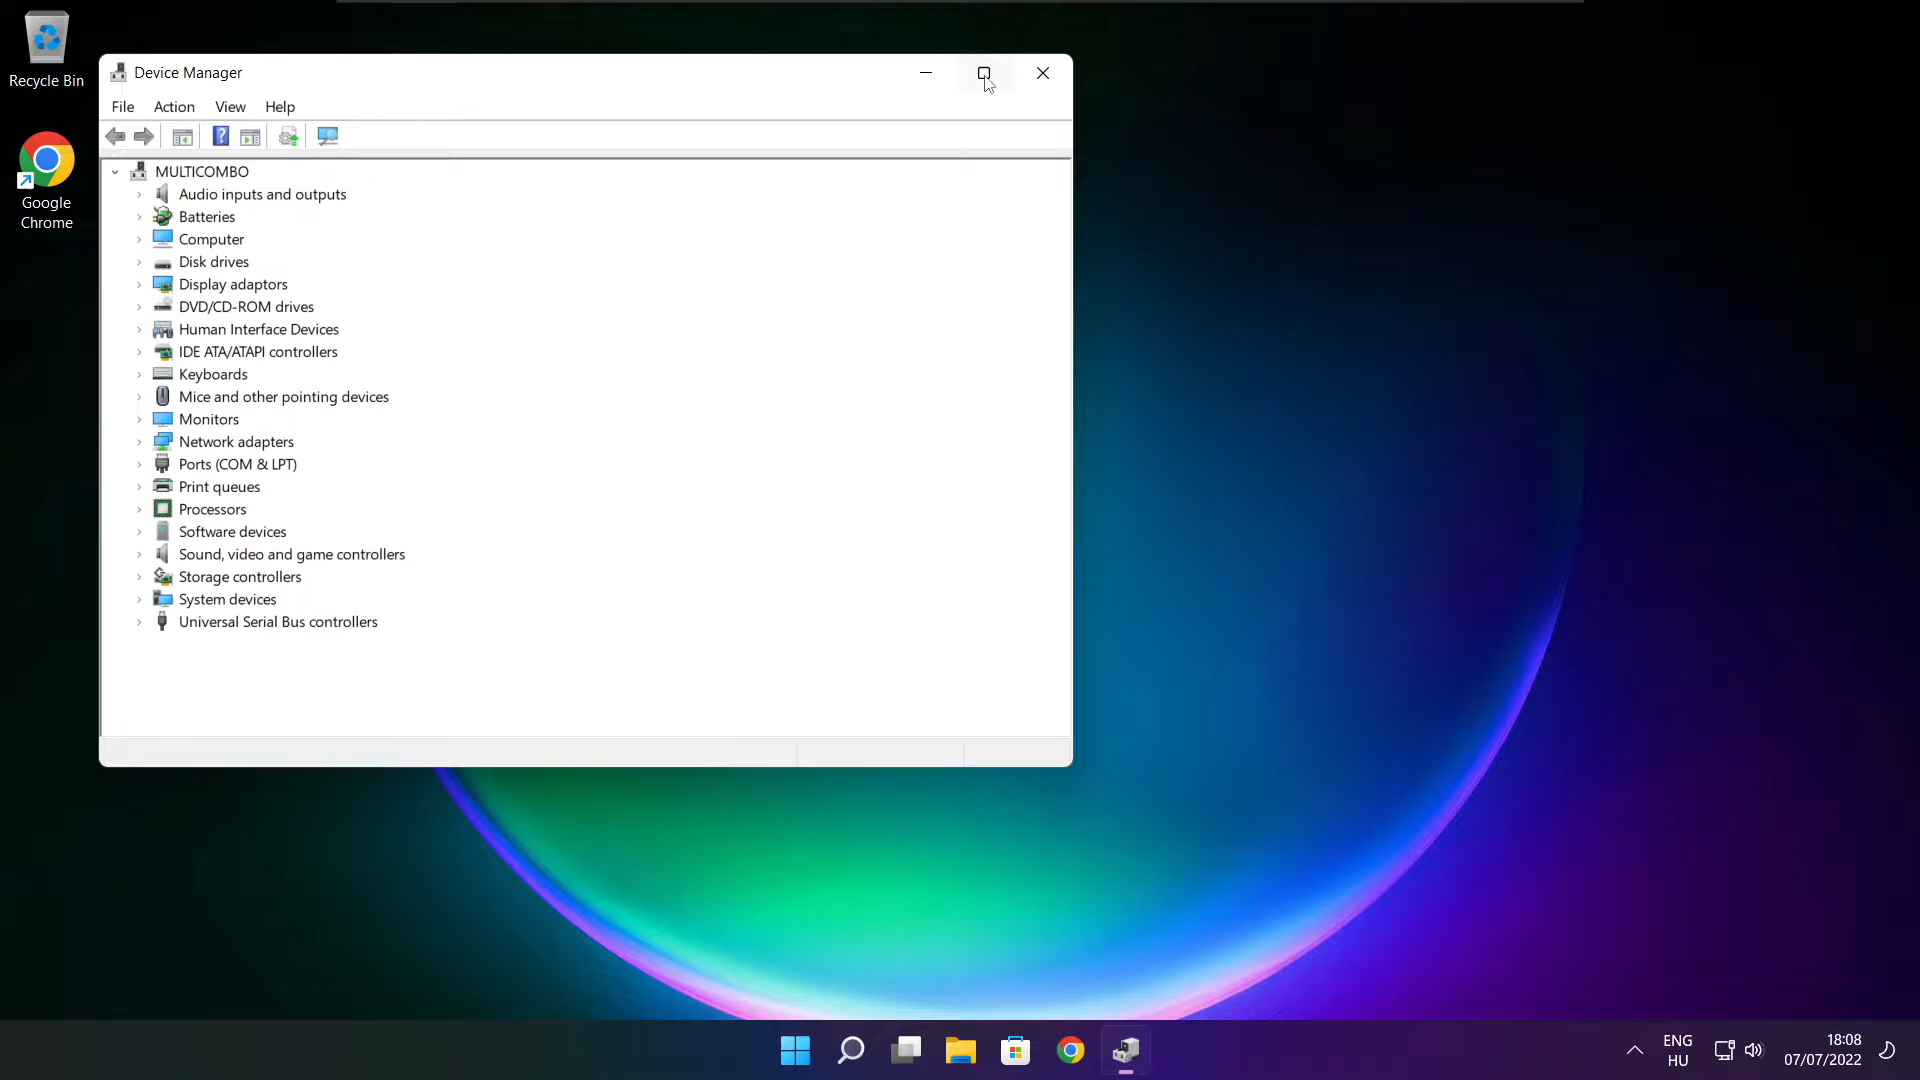 Recycle Bin
Google
Chrome
Device Manager
File Action View Help
MULTICOMBO
Audio inputs and outputs
Batteries
Computer
Disk drives
Display adaptors
DVD/CD-ROM drives
Human Interface Devices
IDE ATA/ATAPI controllers
Keyboards
Mice and other pointing devices
Monitors
Network adapters
Ports (COM & LPT)
Print queues
Processors
Software devices
Sound, video and game controllers
Storage controllers
System devices
Universal Serial Bus controllers
ENG
HU
18:08
07/07/2022